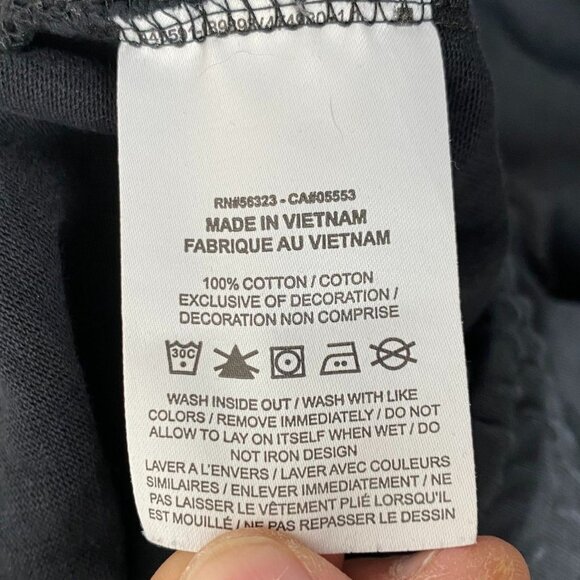 RN#56323 - CA#05553
MADE IN VIETNAM
FABRIQUE AU VIETNAM
100% COTTON / COTON
EXCLUSIVE OF DECORATION /
DECORATION NON COMPRISE
30C
WASH INSIDE OUT / WASH WITH LIKE
COLORS / REMOVE IMMEDIATELY / DO NOT
ALLOW TO LAY ON ITSELF WHEN WET / DO
NOT IRON DESIGN
LAVER A L'ENVERS / LAVER AVEC COULEURS
SIMILAIRES / ENLEVER IMMEDIATEMENT / NE
PAS LAISSER LE VÊTEMENT PLIÉ LORSQU'IL
EST MOUILLÉ / NE PAS REPASSER LE DESSIN